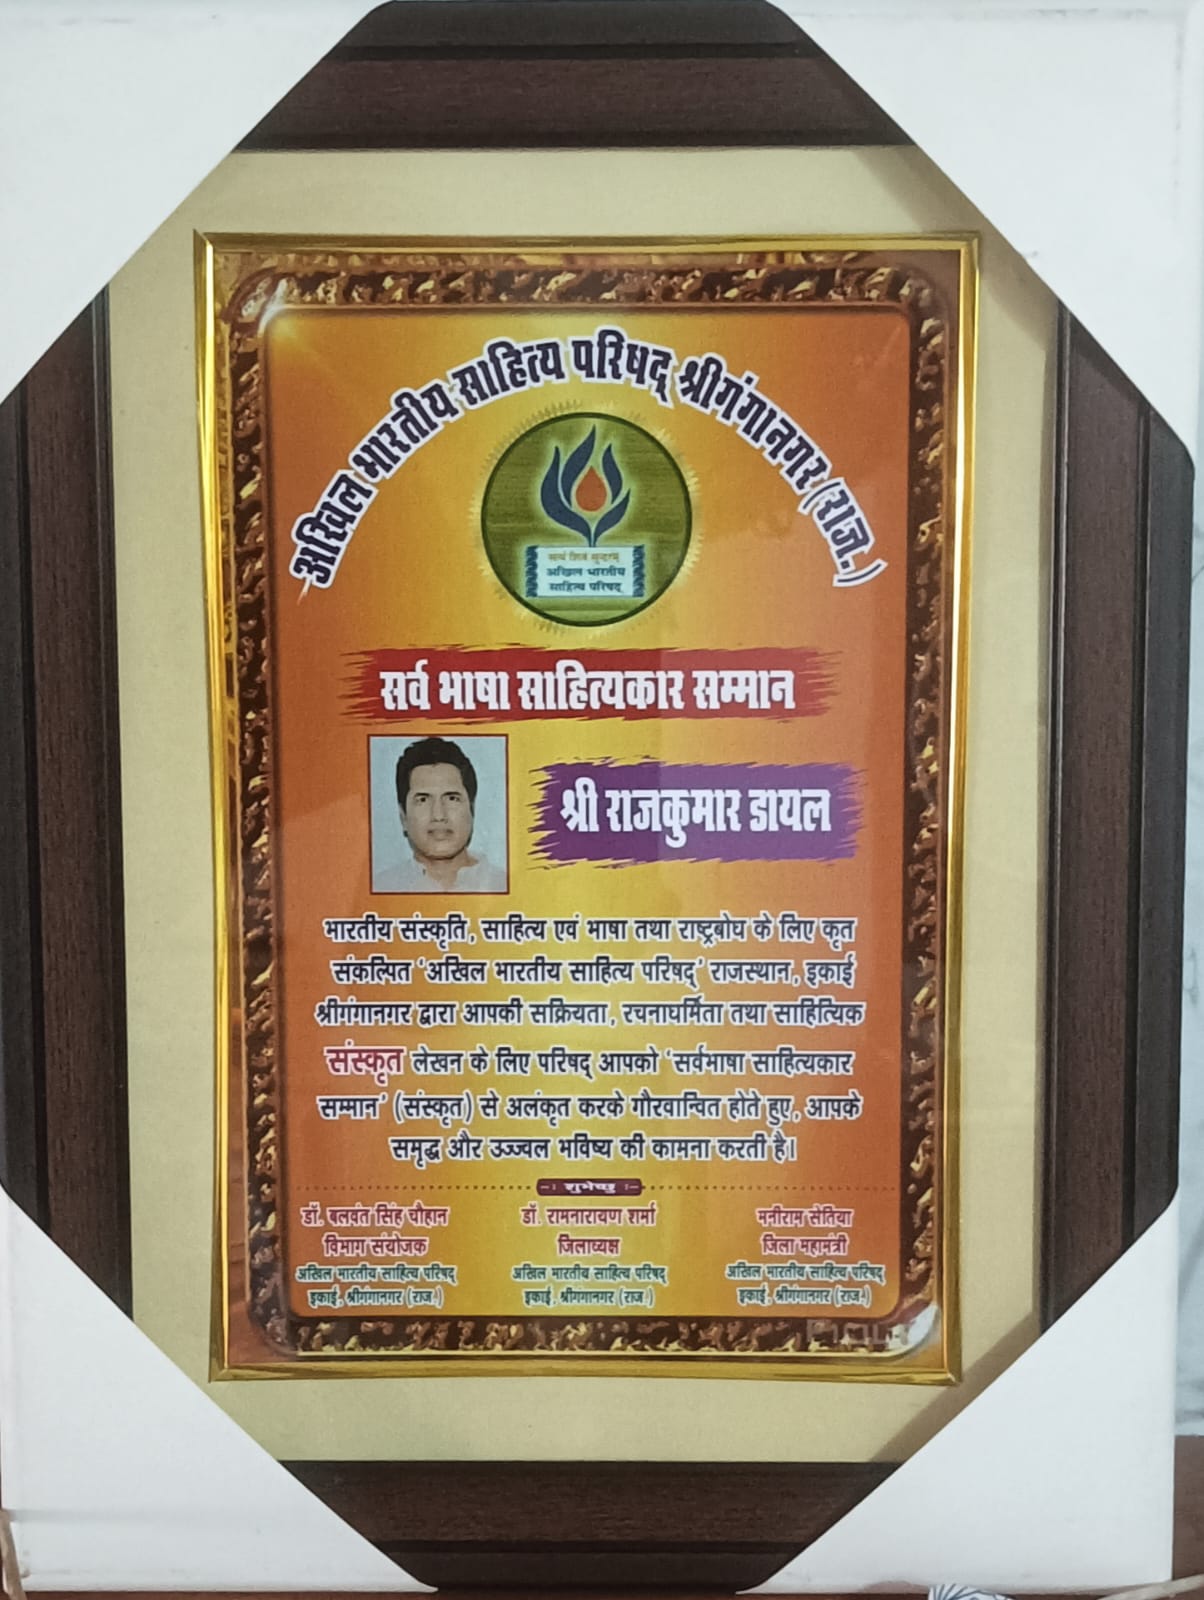 अखिल भारतीय साहित्य परिषद् श्रीगंगानगर (राज.)
सत्यं शिवं सुन्दरम्
अखिल भारतीय
साहित्य परिषद्
सर्व भाषा साहित्यकार सम्मान
श्री राजकुमार डायल
भारतीय संस्कृति, साहित्य एवं भाषा तथा राष्ट्रबोध के लिए कृत
संकल्पित 'अखिल भारतीय साहित्य परिषद्' राजस्थान, इकाई
श्रीगंगानगर द्वारा आपकी सक्रियता, रचनाधर्मिता तथा साहित्यिक
संस्कृत लेखन के लिए परिषद् आपको 'सर्वभाषा साहित्यकार
सम्मान' (संस्कृत) से अलंकृत करके गौरवान्वित होते हुए, आपके
समृद्ध और उज्ज्वल भविष्य की कामना करती है।
-: शुभेच्छु :-
डॉ. बलवंत सिंह चौहान
विभाग संयोजक
अखिल भारतीय साहित्य परिषद्
इकाई, श्रीगंगानगर (राज.)
डॉ. रामनारायण शर्मा
जिलाध्यक्ष
अखिल भारतीय साहित्य परिषद्
इकाई, श्रीगंगानगर (राज.)
मनीराम सेतिया
जिला महामंत्री
अखिल भारतीय साहित्य परिषद्
इकाई, श्रीगंगानगर (राज.)